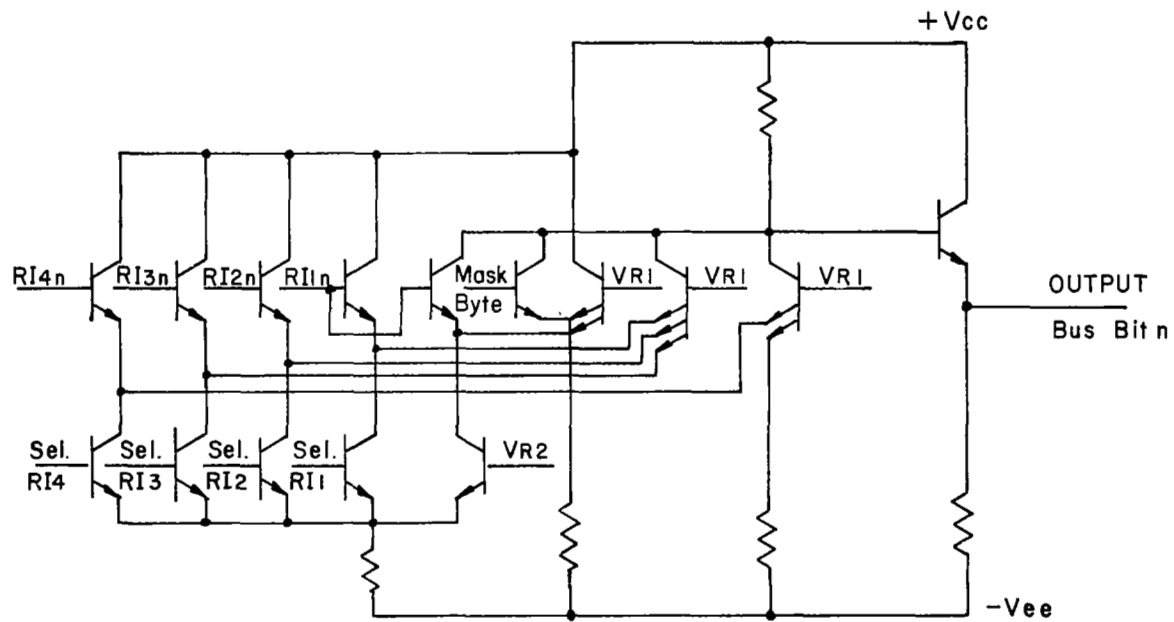 +Vcc
RI4n RI3n RI2n RI1n Mask Byte VR1 VR1 VR1
OUTPUT
Bus Bit n
Sel. RI4 Sel. RI3 Sel. RI2 Sel. RI1 VR2
-Vee